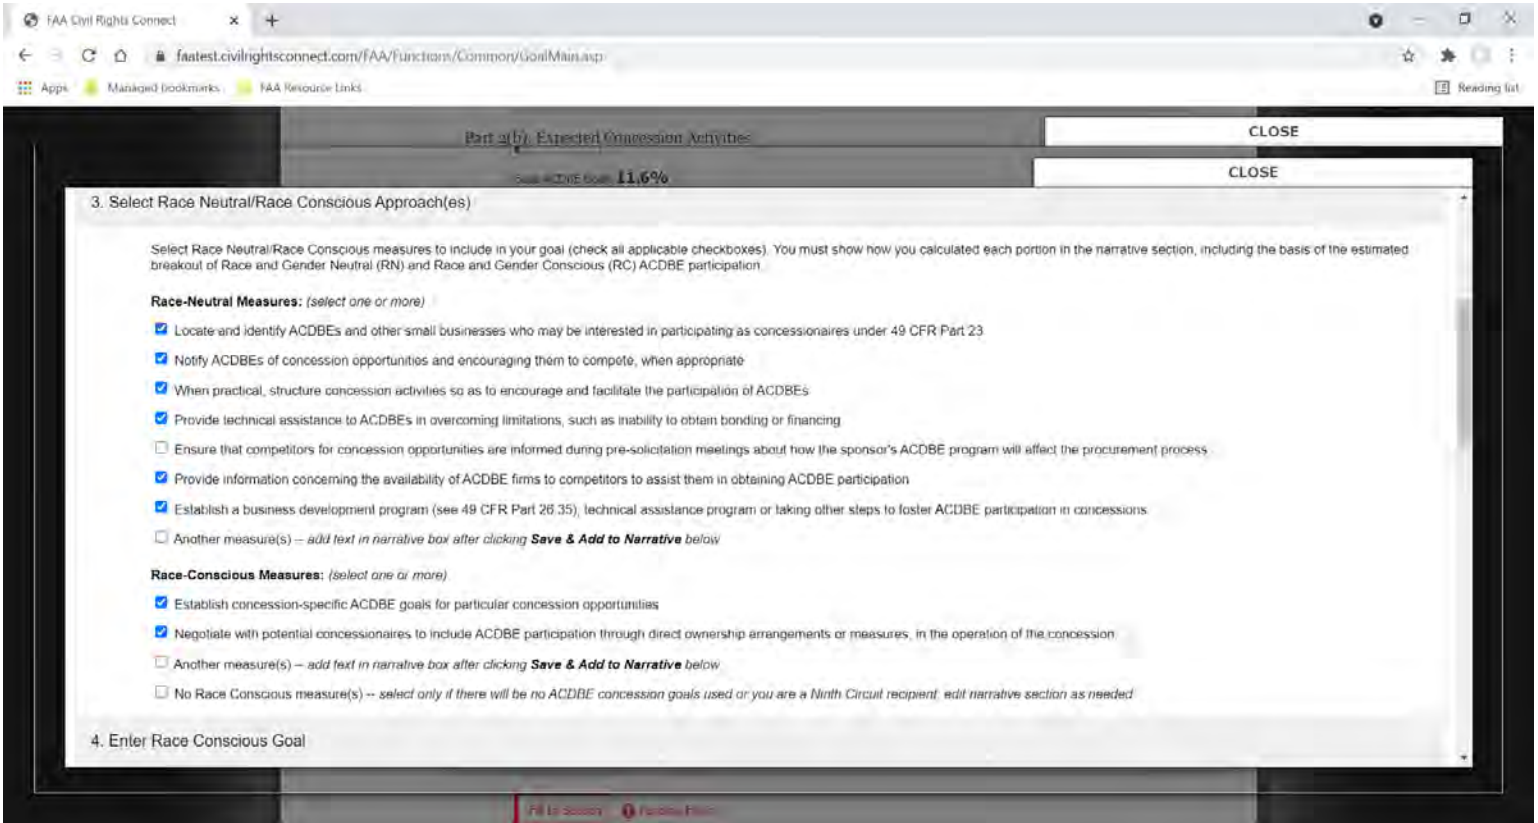 FAA Civil Rights Connect
faatest.civilrightsconnect.com/FAA/Functions/Common/GoalMain.asp
Apps Managed bookmarks FAA Resource Links Reading list
Part 2(b). Expected Concession Activities
CLOSE
11.6%
CLOSE
3. Select Race Neutral/Race Conscious Approach(es)
Select Race Neutral/Race Conscious measures to include in your goal (check all applicable checkboxes). You must show how you calculated each portion in the narrative section, including the basis of the estimated
breakout of Race and Gender Neutral (RN) and Race and Gender Conscious (RC) ACDBE participation
Race-Neutral Measures: (select one or more)
Locate and identify ACDBEs and other small businesses who may be interested in participating as concessionaires under 49 CFR Part 23
Notify ACDBEs of concession opportunities and encouraging them to compete, when appropriate
When practical, structure concession activities so as to encourage and facilitate the participation of ACDBEs
Provide technical assistance to ACDBEs in overcoming limitations, such as inability to obtain bonding or financing
Ensure that competitors for concession opportunities are informed during pre-solicitation meetings about how the sponsor's ACDBE program will affect the procurement process
Provide information concerning the availability of ACDBE firms to competitors to assist them in obtaining ACDBE participation
Establish a business development program (see 49 CFR Part 26.35), technical assistance program or taking other steps to foster ACDBE participation in concessions
Another measure(s) -- add text in narrative box after clicking Save & Add to Narrative below
Race-Conscious Measures: (select one or more)
Establish concession-specific ACDBE goals for particular concession opportunities
Negotiate with potential concessionaires to include ACDBE participation through direct ownership arrangements or measures, in the operation of the concession
Another measure(s) -- add text in narrative box after clicking Save & Add to Narrative below
No Race Conscious measure(s) -- select only if there will be no ACDBE concession goals used or you are a Ninth Circuit recipient; edit narrative section as needed
4. Enter Race Conscious Goal